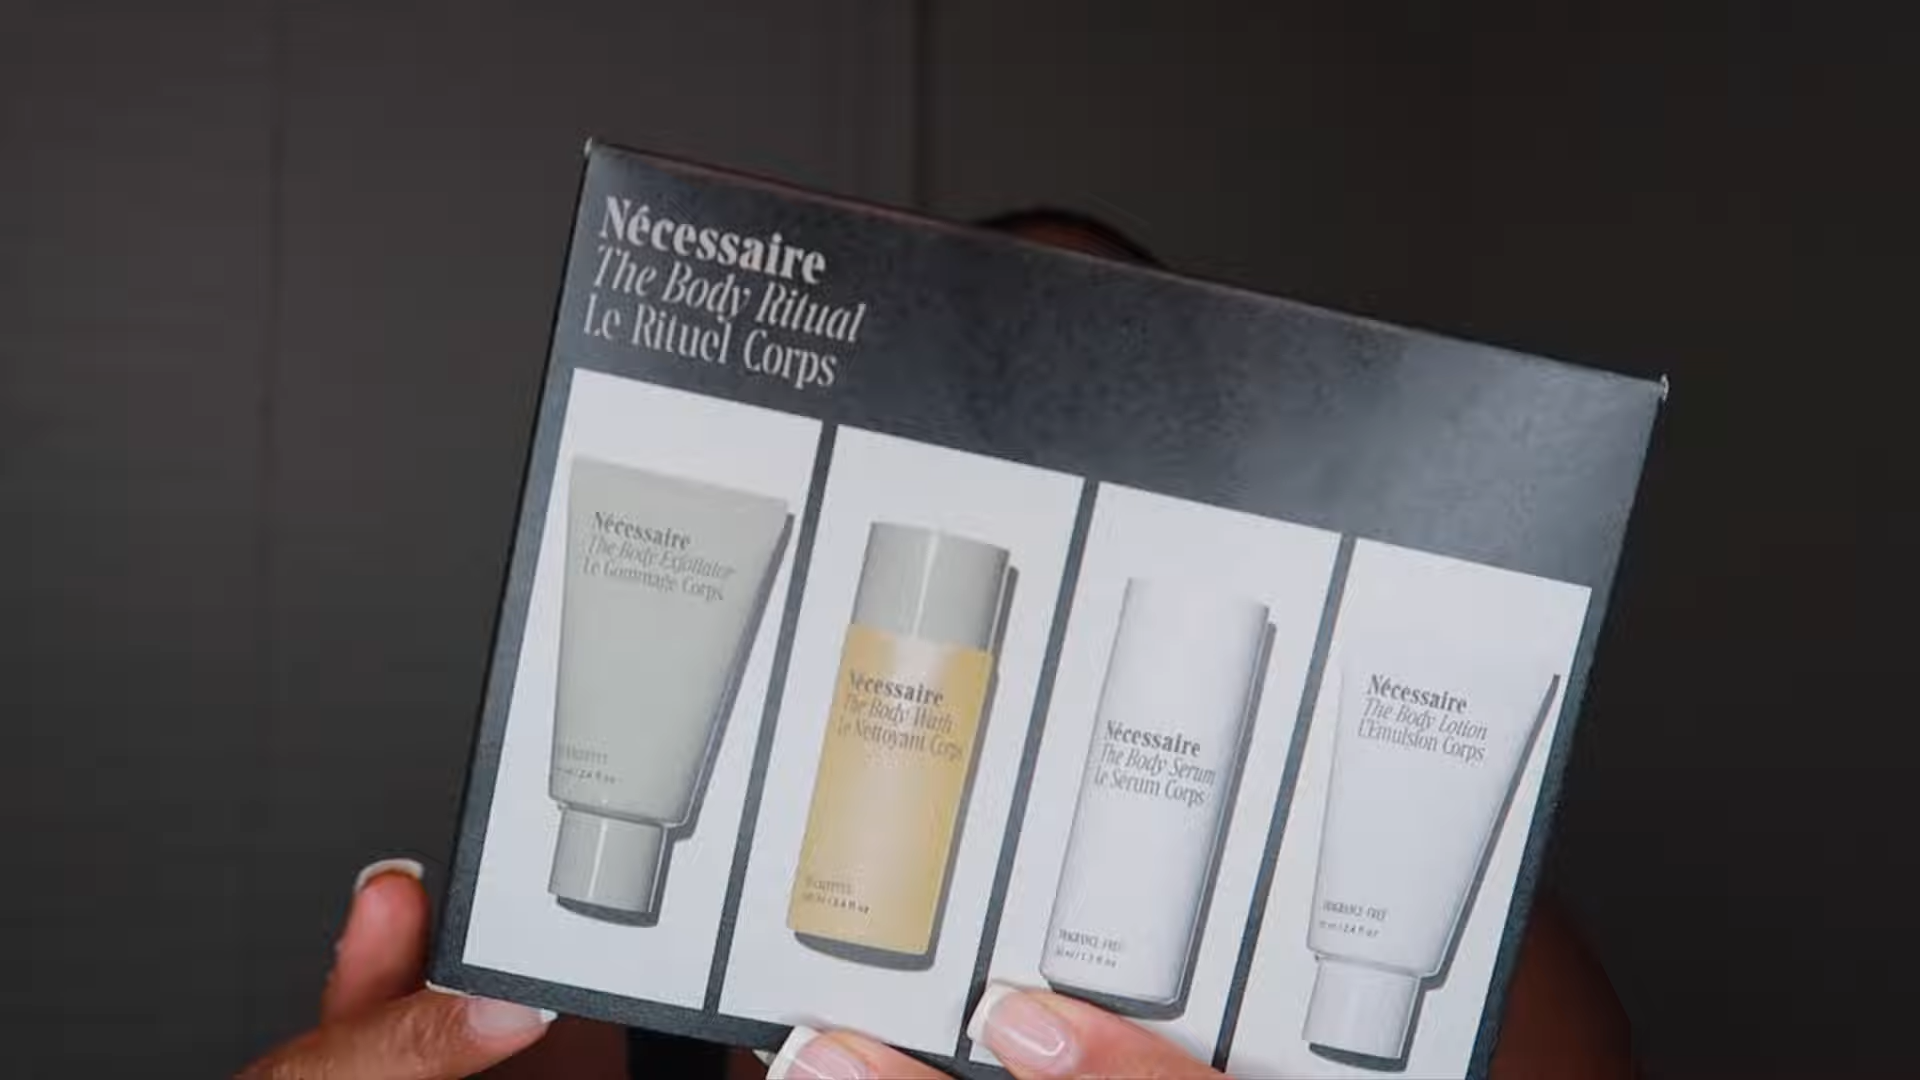 Nécessaire
The Body Ritual
Le Rituel Corps
Nécessaire
The Body Exfoliator
Le Gommage Corps
Nécessaire
The Body Wash
Le Nettoyant Corps
Nécessaire
The Body Serum
Le Sérum Corps
FRAGRANCE FREE
Nécessaire
The Body Lotion
L'Émulsion Corps
FRAGRANCE FREE